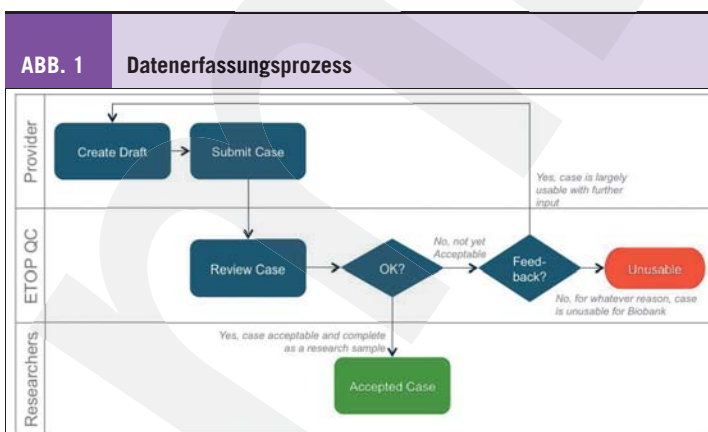 ABB. 1 Datenerfassungsprozess
Provider
Create Draft
Submit Case
Yes, case is largely
usable with further
input
ETOP QC
Review Case
OK?
No, not yet
Acceptable
Feed-
back?
Unusable
No, for whatever reason, case
is unusable for Biobank
Researchers
Yes, case acceptable and complete
as a research sample
Accepted Case